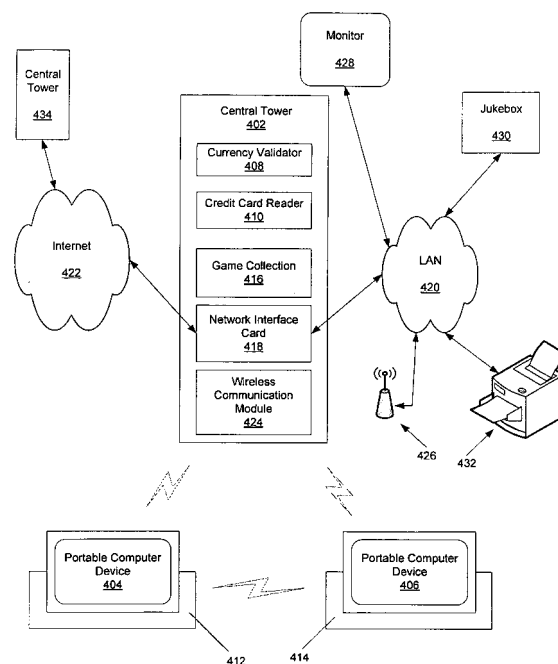 Monitor
428
Central
Tower
434
Central Tower
402
Jukebox
430
Currency Validator
408
Credit Card Reader
410
Internet
422
Game Collection
416
LAN
420
Network Interface
Card
418
Wireless
Communication
Module
424
426
432
Portable Computer
Device
404
Portable Computer
Device
406
412
414